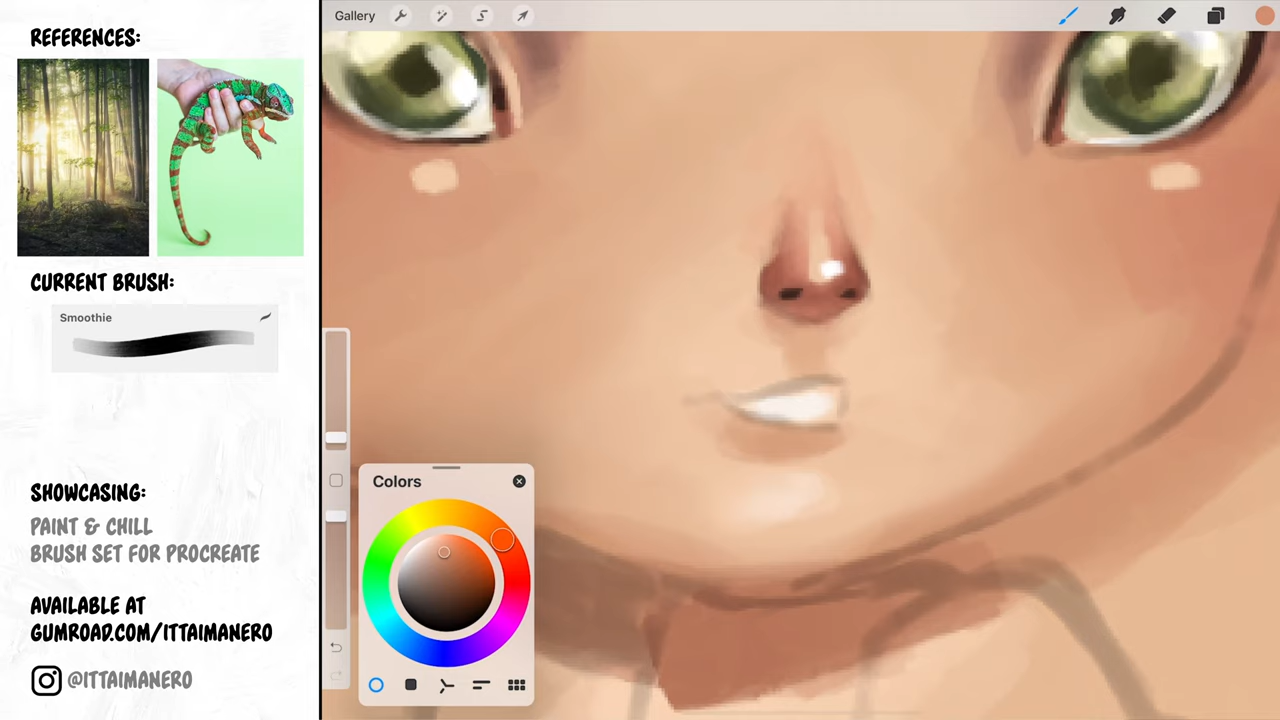 REFERENCES:
CURRENT BRUSH:
Smoothie
SHOWCASING:
PAINT & CHILL
BRUSH SET FOR PROCREATE
AVAILABLE AT
GUMROAD.COM/ITTAIMANERO
@ITTAIMANERO
Gallery
Colors